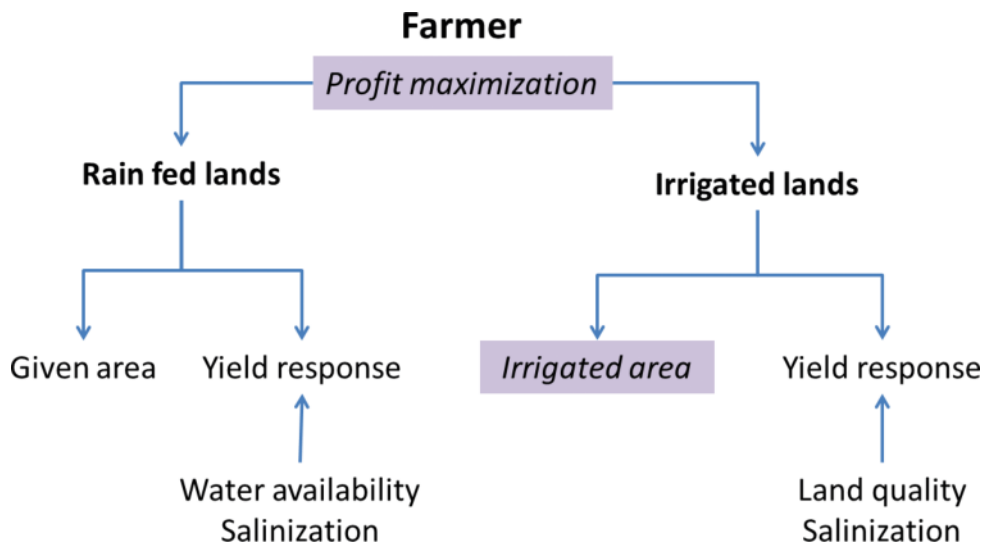 Farmer
Profit maximization
Rain fed lands
Irrigated lands
Given area
Yield response
Irrigated area
Yield response
Water availability
Salinization
Land quality
Salinization